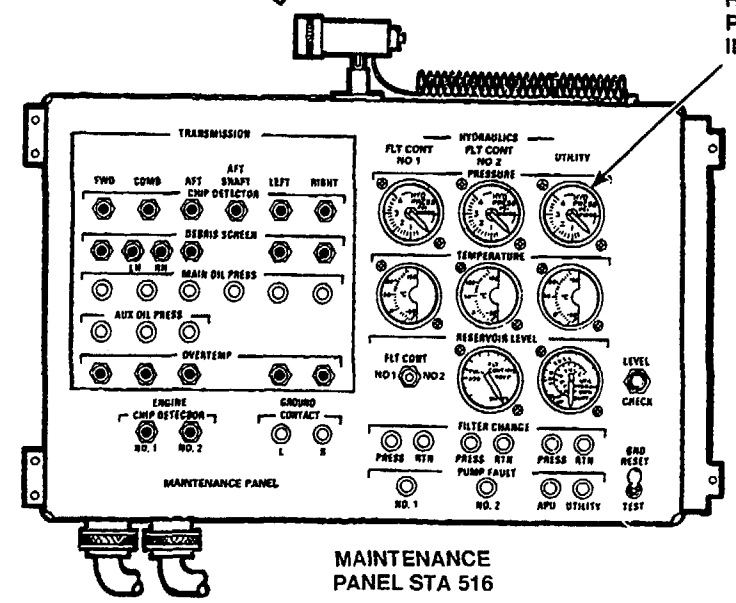 TRANSMISSION
HYDRAULICS
FLT CONT
NO 1
FLT CONT
NO 2
UTILITY
PRESSURE
FWD COMB AFT AFT SHAFT LEFT RIGHT
CHIP DETECTOR
DEBRIS SCREEN
LH RH
MAIN OIL PRESS
AUX OIL PRESS
OVERTEMP
TEMPERATURE
RESERVOIR LEVEL
FLT CONT
NO 1 NO 2
LEVEL
CHECK
ENGINE
CHIP DETECTOR
NO. 1 NO. 2
GROUND
CONTACT
L R
FILTER CHANGE
PRESS RTN PRESS RTN PRESS RTN
PUMP FAULT
NO. 1 NO. 2 APU UTILITY
GND
RESET
TEST
MAINTENANCE PANEL
MAINTENANCE
PANEL STA 516